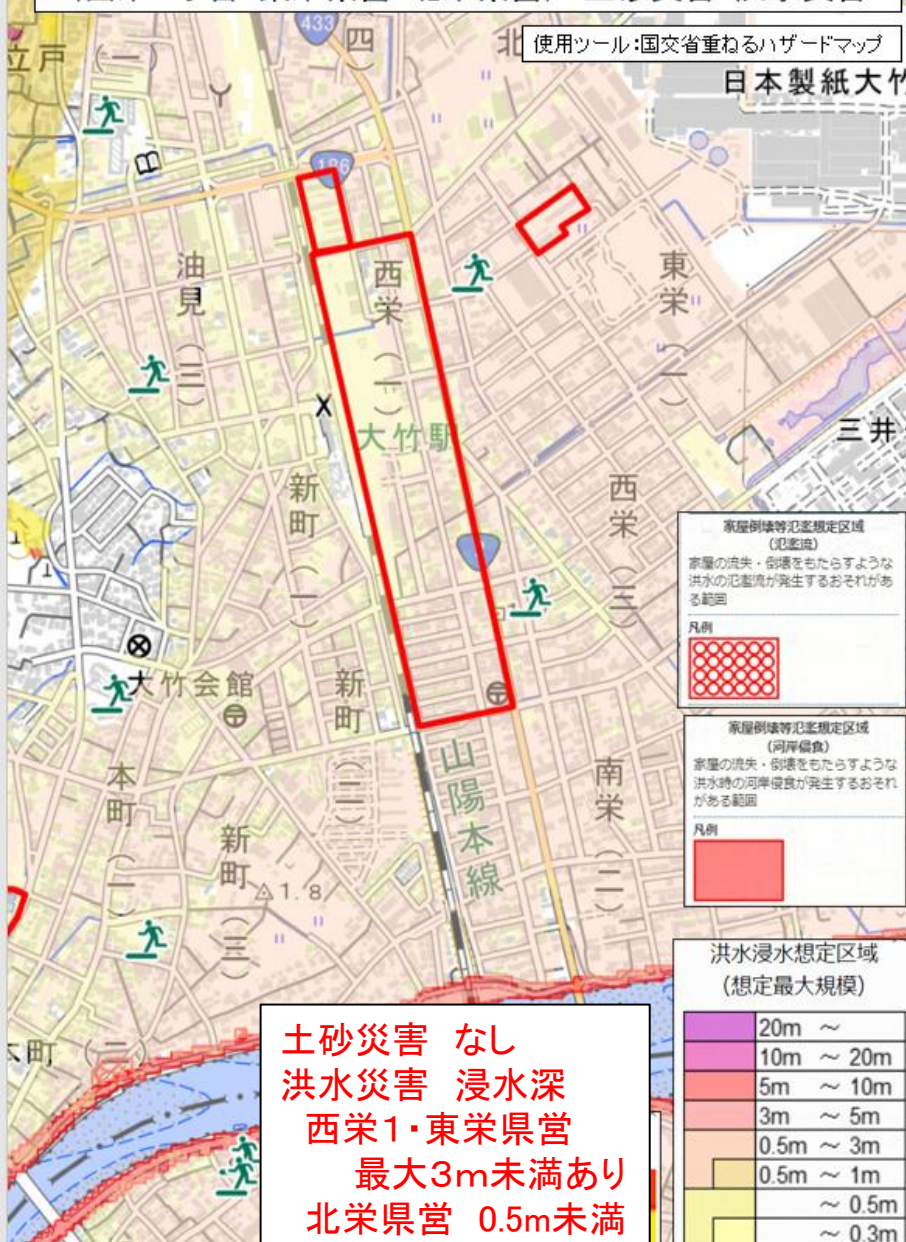 使用ツール:国交省重ねるハザードマップ
433
四
北
立戸
(一)
日本製紙大竹
186
油見(三)
西栄(一)
東栄(一)
大竹駅
三井
新町(一)
西栄(三)
家屋倒壊等氾濫想定区域
(氾濫流)
家屋の流失・倒壊をもたらすような
洪水の氾濫流が発生するおそれがあ
る範囲
凡例
大竹会館
新町(二)
家屋倒壊等氾濫想定区域
(河岸侵食)
家屋の流失・倒壊をもたらすような
洪水時の河岸侵食が発生するおそれ
がある範囲
凡例
山陽本線
南栄(二)
本町(一)
新町(三)
1.8
洪水浸水想定区域
(想定最大規模)
20m ~
10m ~ 20m
5m ~ 10m
3m ~ 5m
0.5m ~ 3m
0.5m ~ 1m
~ 0.5m
~ 0.3m
本町(二)
土砂災害 なし
洪水災害 浸水深
西栄1・東栄県営
最大3m未満あり
北栄県営 0.5m未満